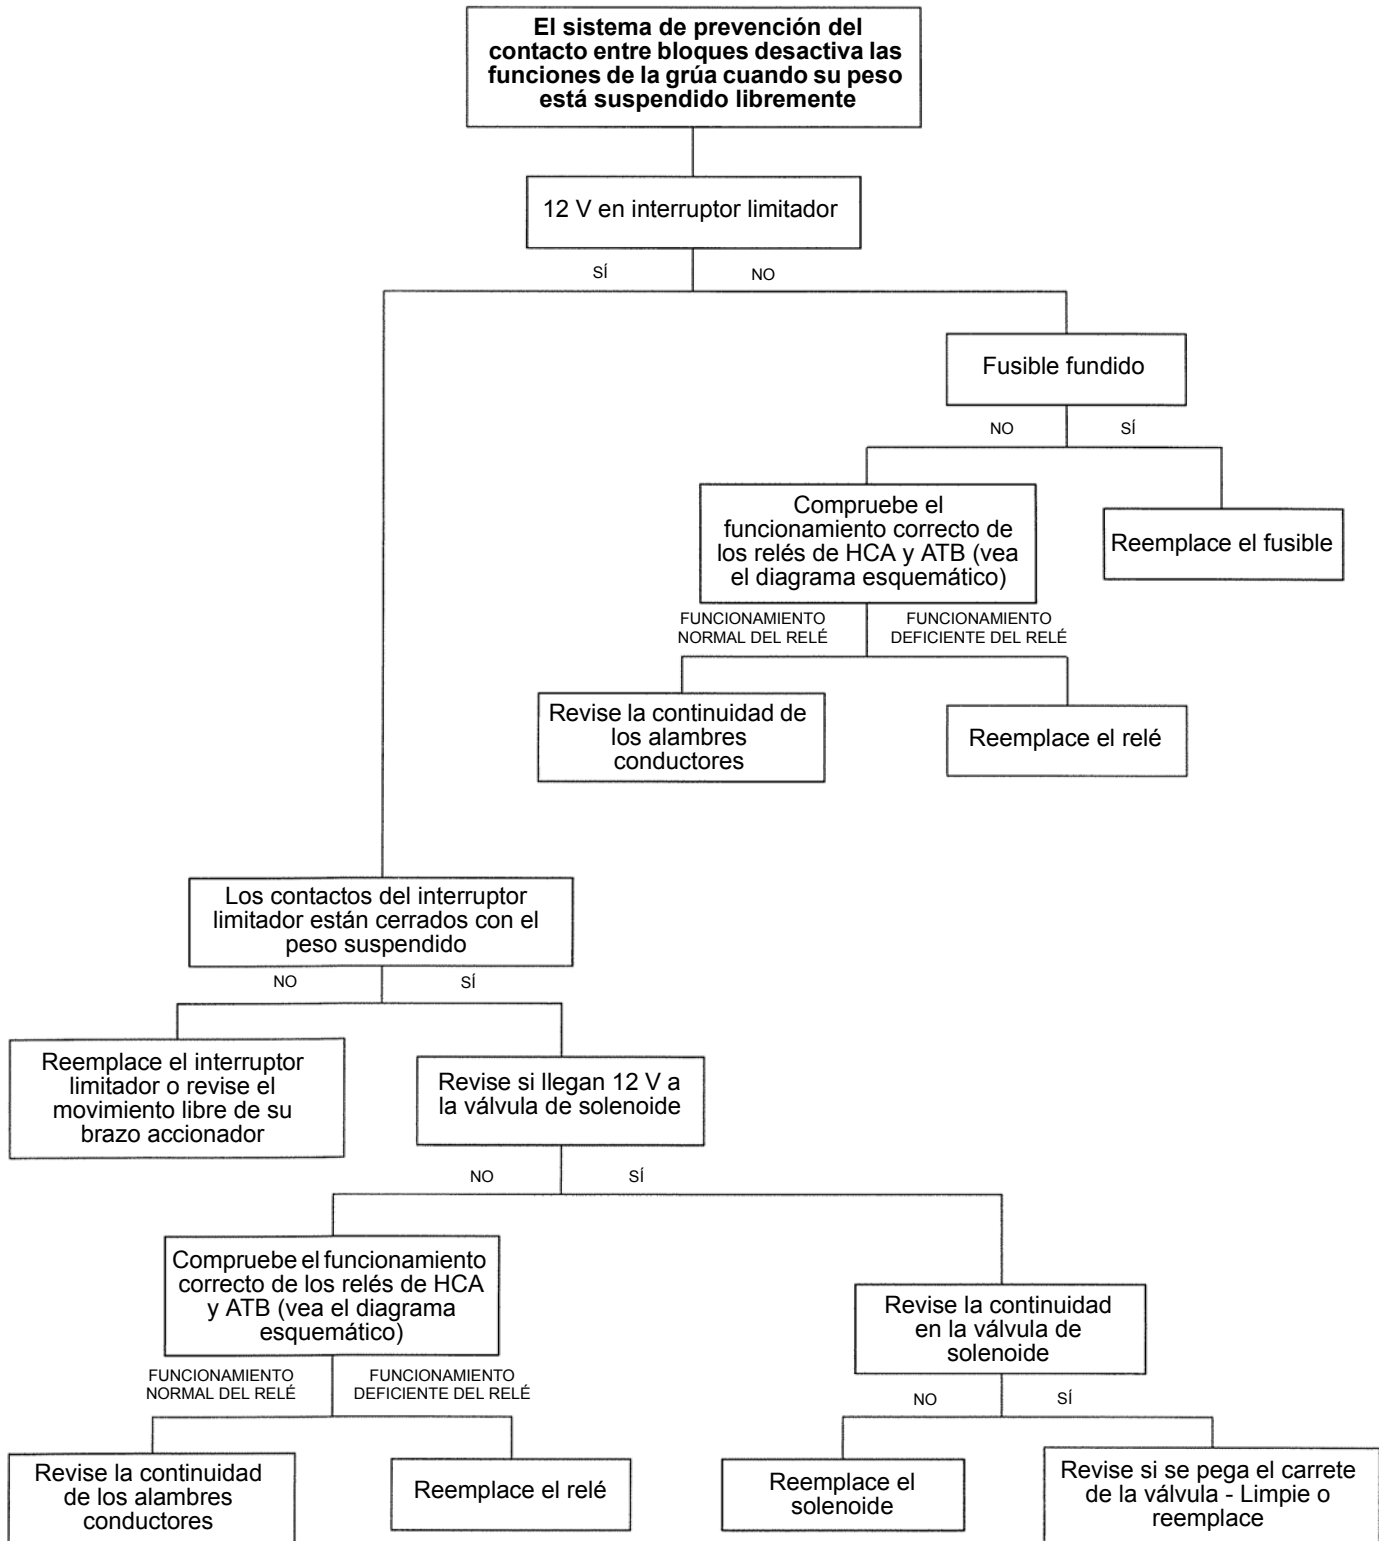 El sistema de prevención del
contacto entre bloques desactiva las
funciones de la grúa cuando su peso
está suspendido libremente
12 V en interruptor limitador
SÍ
NO
Fusible fundido
NO
SÍ
Compruebe el
funcionamiento correcto de
los relés de HCA y ATB (vea
el diagrama esquemático)
Reemplace el fusible
FUNCIONAMIENTO
NORMAL DEL RELÉ
FUNCIONAMIENTO
DEFICIENTE DEL RELÉ
Revise la continuidad de
los alambres
conductores
Reemplace el relé
Los contactos del interruptor
limitador están cerrados con el
peso suspendido
NO
SÍ
Reemplace el interruptor
limitador o revise el
movimiento libre de su
brazo accionador
Revise si llegan 12 V a
la válvula de solenoide
NO
SÍ
Compruebe el funcionamiento
correcto de los relés de HCA
y ATB (vea el diagrama
esquemático)
Revise la continuidad
en la válvula de
solenoide
FUNCIONAMIENTO
NORMAL DEL RELÉ
FUNCIONAMIENTO
DEFICIENTE DEL RELÉ
NO
SÍ
Revise la continuidad
de los alambres
conductores
Reemplace el relé
Reemplace el
solenoide
Revise si se pega el carrete
de la válvula - Limpie o
reemplace